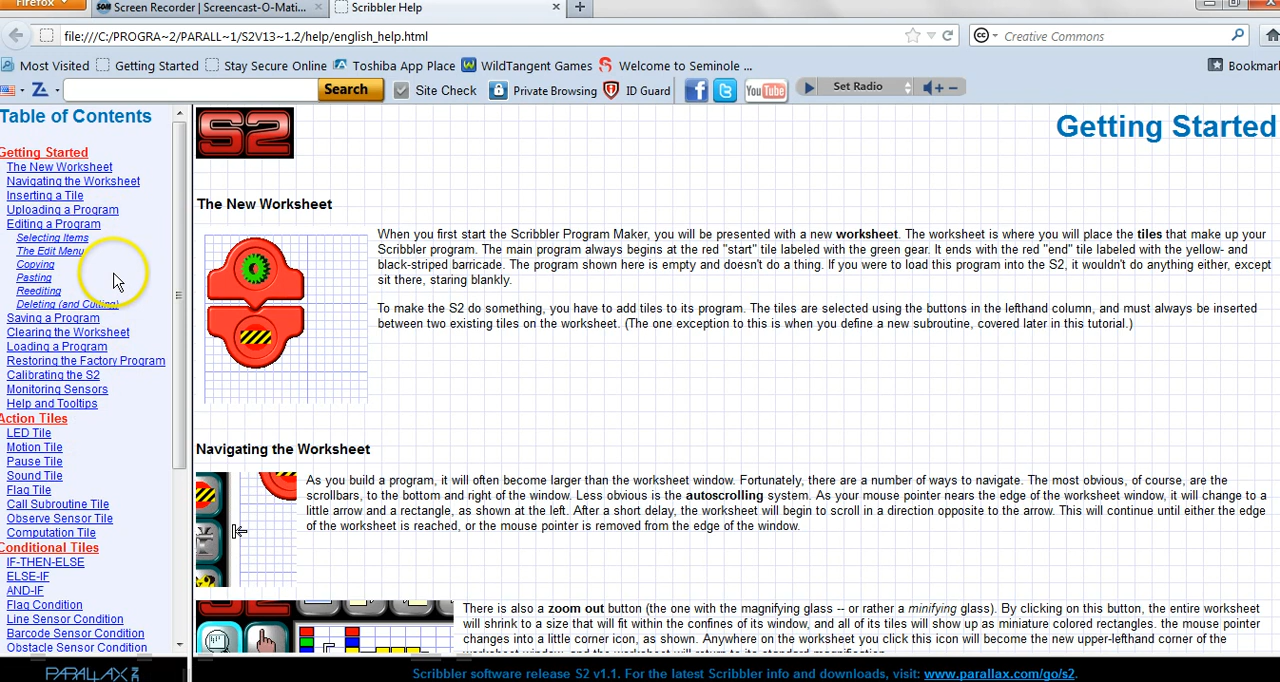 Firefox
Screen Recorder | Screencast-O-Mati...
Scribbler Help
file:///C:/PROGRA~2/PARALL~1/S2V13~1.2/help/english_help.html
Creative Commons
Most Visited
Getting Started
Stay Secure Online
Toshiba App Place
WildTangent Games
Welcome to Seminole ...
Bookmar
Search
Site Check
Private Browsing
ID Guard
You Tube
Set Radio
Table of Contents
Getting Started
The New Worksheet
Navigating the Worksheet
Inserting a Tile
Uploading a Program
Editing a Program
Selecting Items
The Edit Menu
Copying
Pasting
Reediting
Deleting (and Cutting)
Saving a Program
Clearing the Worksheet
Loading a Program
Restoring the Factory Program
Calibrating the S2
Monitoring Sensors
Help and Tooltips
Action Tiles
LED Tile
Motion Tile
Pause Tile
Sound Tile
Flag Tile
Call Subroutine Tile
Observe Sensor Tile
Computation Tile
Conditional Tiles
IF-THEN-ELSE
ELSE-IF
AND-IF
Flag Condition
Line Sensor Condition
Barcode Sensor Condition
Obstacle Sensor Condition
PARALLAX
S2
Getting Started
The New Worksheet
When you first start the Scribbler Program Maker, you will be presented with a new worksheet. The worksheet is where you will place the tiles that make up your
Scribbler program. The main program always begins at the red "start" tile labeled with the green gear. It ends with the red "end" tile labeled with the yellow- and
black-striped barricade. The program shown here is empty and doesn't do a thing. If you were to load this program into the S2, it wouldn't do anything either, except
sit there, staring blankly.
To make the S2 do something, you have to add tiles to its program. The tiles are selected using the buttons in the lefthand column, and must always be inserted
between two existing tiles on the worksheet. (The one exception to this is when you define a new subroutine, covered later in this tutorial.)
Navigating the Worksheet
As you build a program, it will often become larger than the worksheet window. Fortunately, there are a number of ways to navigate. The most obvious, of course, are the
scrollbars, to the bottom and right of the window. Less obvious is the autoscrolling system. As your mouse pointer nears the edge of the worksheet window, it will change to a
little arrow and a rectangle, as shown at the left. After a short delay, the worksheet will begin to scroll in a direction opposite to the arrow. This will continue until either the edge
of the worksheet is reached, or the mouse pointer is removed from the edge of the window.
There is also a zoom out button (the one with the magnifying glass -- or rather a minifying glass). By clicking on this button, the entire worksheet
will shrink to a size that will fit within the confines of its window, and all of its tiles will show up as miniature colored rectangles. the mouse pointer
changes into a little corner icon, as shown. Anywhere on the worksheet you click this icon will become the new upper-lefthand corner of the
worksheet window, and the worksheet will return to its standard magnification.
Scribbler software release S2 v1.1. For the latest Scribbler info and downloads, visit: www.parallax.com/go/s2.